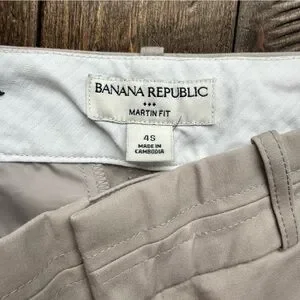 BANANA REPUBLIC
MARTIN FIT
4S
MADE IN
CAMBODIA